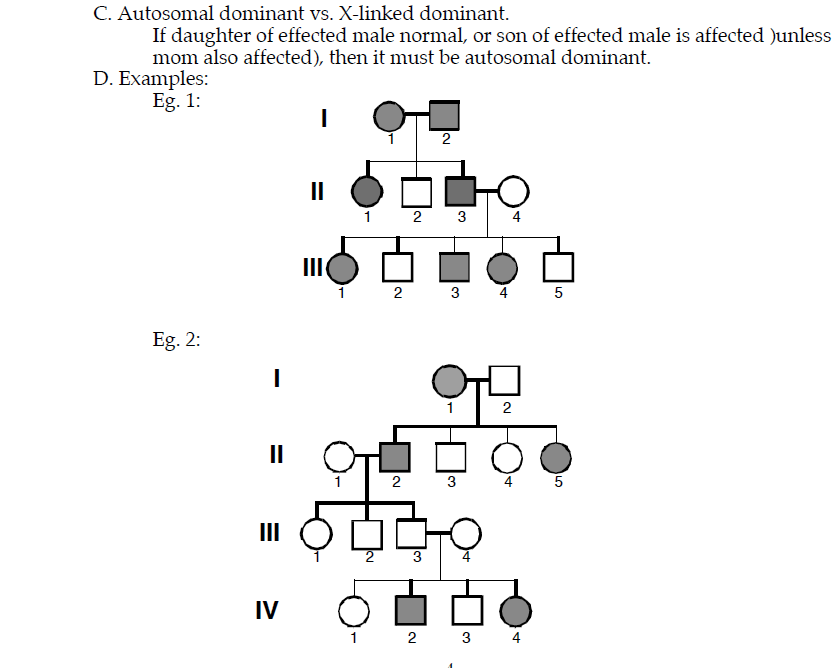 C. Autosomal dominant vs. X-linked dominant.
If daughter of effected male normal, or son of effected male is affected )unless
mom also affected), then it must be autosomal dominant.
D. Examples:
Eg. 1:
I
1 2
II
1 2 3 4
III
1 2 3 4 5
Eg. 2:
I
1 2
II
1 2 3 4 5
III
1 2 3 4
IV
1 2 3 4